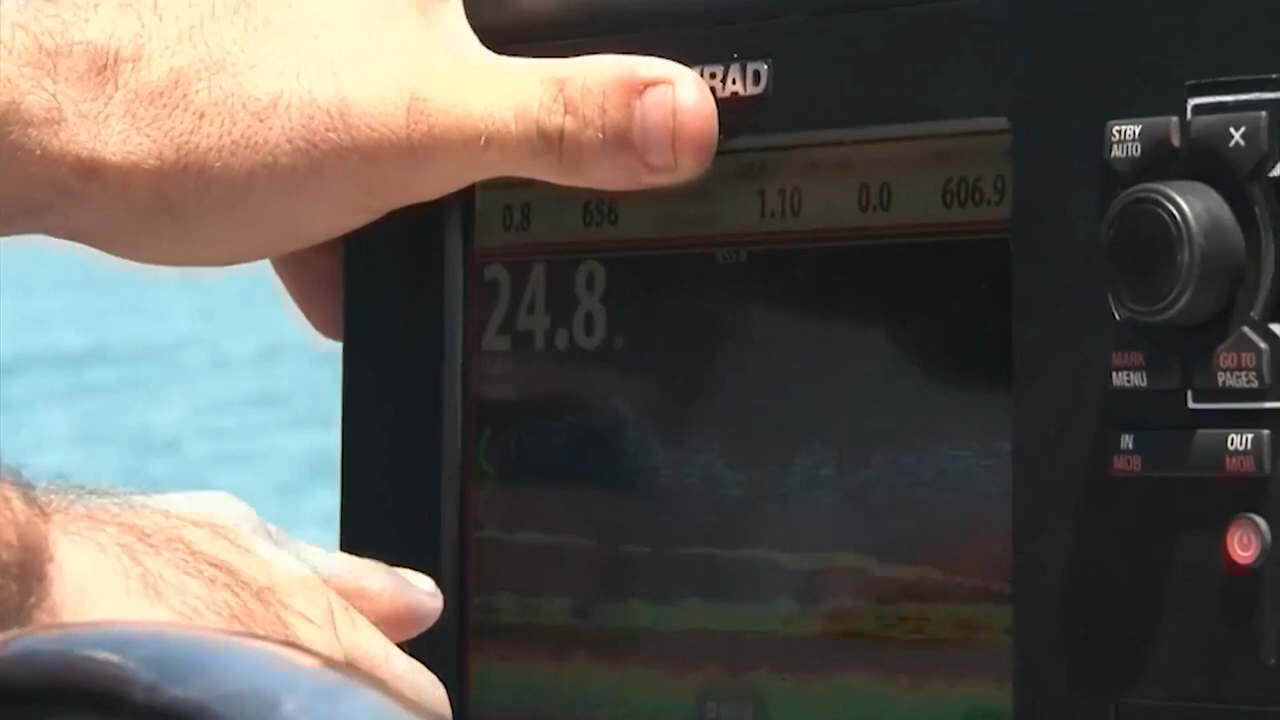 RAD
STBY
AUTO
X
0.8 656 1.10 0.0 606.9
24.8
MARK
MENU
GO TO
PAGES
IN OUT
MOB MOB